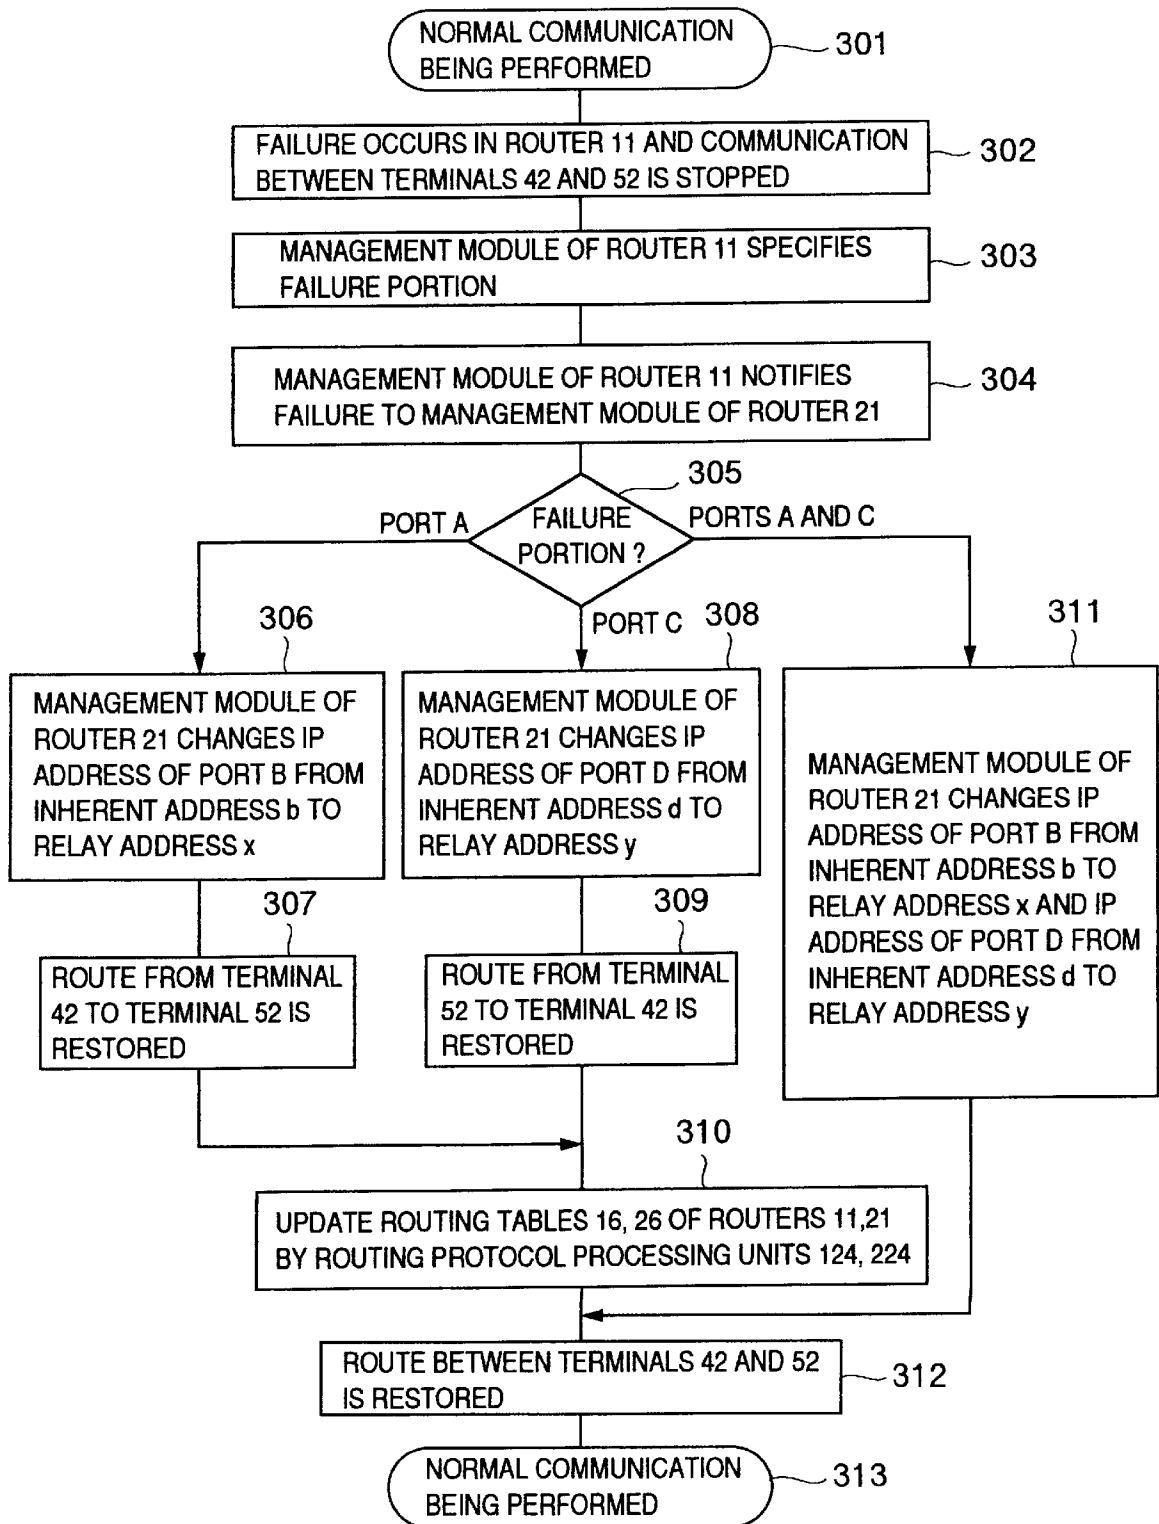 NORMAL COMMUNICATION
BEING PERFORMED
301
FAILURE OCCURS IN ROUTER 11 AND COMMUNICATION
BETWEEN TERMINALS 42 AND 52 IS STOPPED
302
MANAGEMENT MODULE OF ROUTER 11 SPECIFIES
FAILURE PORTION
303
MANAGEMENT MODULE OF ROUTER 11 NOTIFIES
FAILURE TO MANAGEMENT MODULE OF ROUTER 21
304
305
FAILURE
PORTION ?
PORT A
PORTS A AND C
PORT C
306
MANAGEMENT MODULE OF
ROUTER 21 CHANGES IP
ADDRESS OF PORT B FROM
INHERENT ADDRESS b TO
RELAY ADDRESS x
308
MANAGEMENT MODULE OF
ROUTER 21 CHANGES IP
ADDRESS OF PORT D FROM
INHERENT ADDRESS d TO
RELAY ADDRESS y
311
MANAGEMENT MODULE OF
ROUTER 21 CHANGES IP
ADDRESS OF PORT B FROM
INHERENT ADDRESS b TO
RELAY ADDRESS x AND IP
ADDRESS OF PORT D FROM
INHERENT ADDRESS d TO
RELAY ADDRESS y
307
ROUTE FROM TERMINAL
42 TO TERMINAL 52 IS
RESTORED
309
ROUTE FROM TERMINAL
52 TO TERMINAL 42 IS
RESTORED
310
UPDATE ROUTING TABLES 16, 26 OF ROUTERS 11,21
BY ROUTING PROTOCOL PROCESSING UNITS 124, 224
ROUTE BETWEEN TERMINALS 42 AND 52
IS RESTORED
312
NORMAL COMMUNICATION
BEING PERFORMED
313